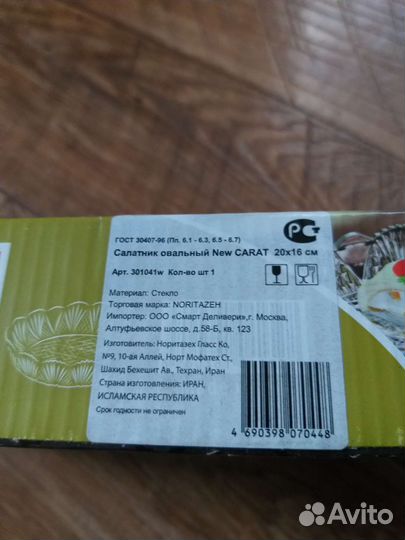 ГОСТ 30407-96 (Пл. 6.1 - 6.3, 6.5 - 6.7)
Салатник овальный New CARAT 20x16 см
Арт. 301041w Кол-во шт 1
Материал: Стекло
Торговая марка: NORITAZEH
Импортер: ООО «Смарт Деливери»,г. Москва,
Алтуфьевское шоссе, д.58-Б, кв. 123
Изготовитель: Норитазех Гласс Ко,
№9, 10-ая Аллей, Норт Мофатех Ст.,
Шахид Бехешит Ав., Техран, Иран
Страна изготовления: ИРАН,
ИСЛАМСКАЯ РЕСПУБЛИКА
Срок годности не ограничен
4 690398 070448
Avito